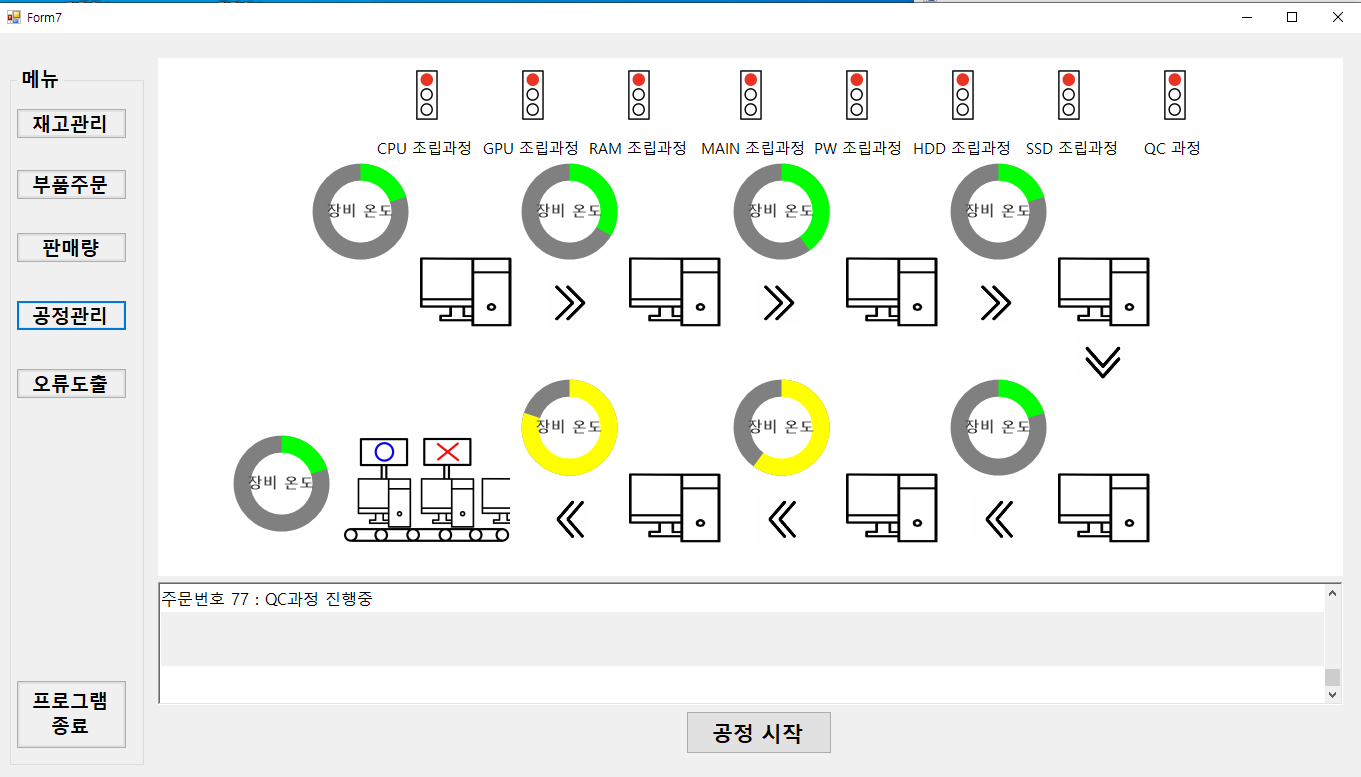 Form7
메뉴
재고관리
부품주문
판매량
공정관리
오류도출
프로그램
종료
CPU 조립과정 GPU 조립과정 RAM 조립과정 MAIN 조립과정 PW 조립과정 HDD 조립과정 SSD 조립과정 QC 과정
장비 온도 장비 온도 장비 온도 장비 온도
장비 온도 장비 온도 장비 온도
장비 온도
주문번호 77 : QC과정 진행중
공정 시작